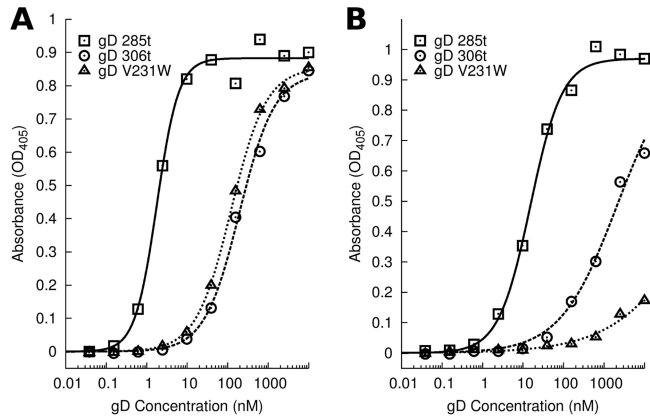 A
B
gD 285t
gD 306t
gD V231W
gD 285t
gD 306t
gD V231W
Absorbance (OD405)
1
0.9
0.8
0.7
0.6
0.5
0.4
0.3
0.2
0.1
0
0.01 0.1 1 10 100 1000
gD Concentration (nM)
Absorbance (OD405)
1
0.9
0.8
0.7
0.6
0.5
0.4
0.3
0.2
0.1
0
0.01 0.1 1 10 100 1000
gD Concentration (nM)